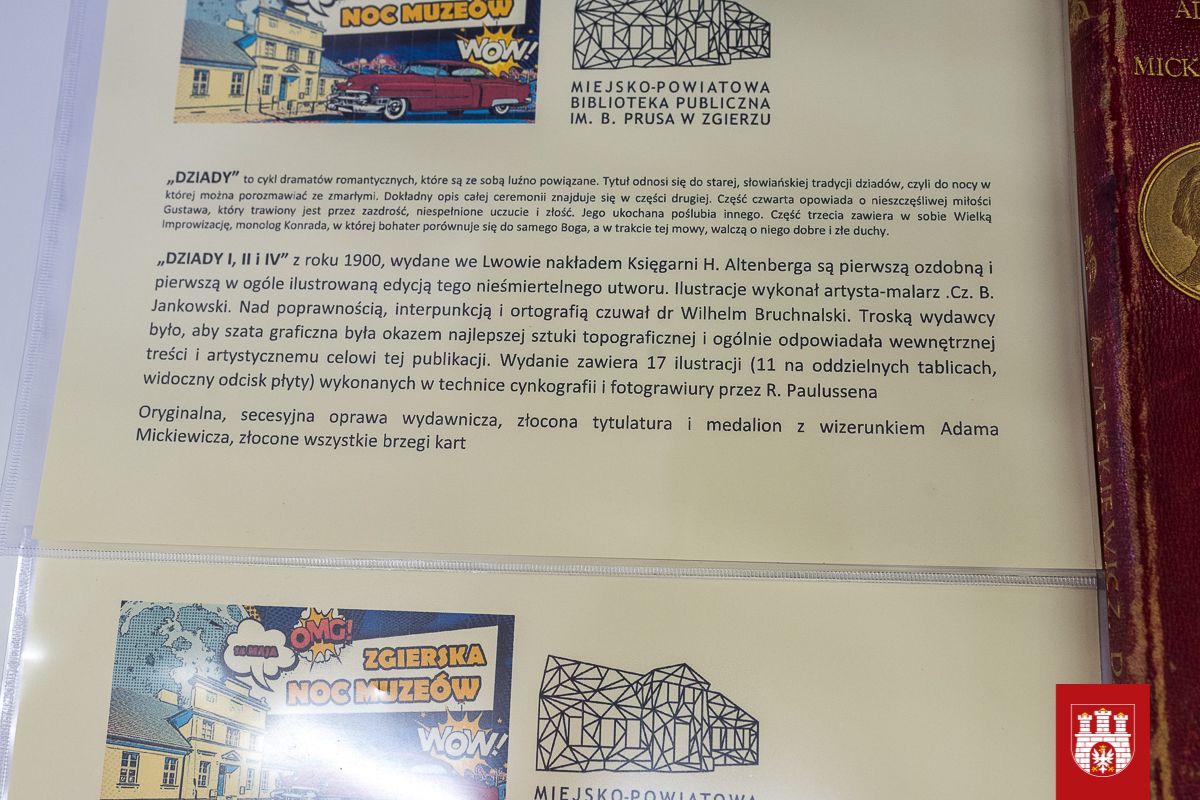 NOC MUZEÓW
WOW!
MIEJSKO-POWIATOWA
BIBLIOTEKA PUBLICZNA
IM. B. PRUSA W ZGIERZU
„DZIADY” to cykl dramatów romantycznych, które są ze sobą luźno powiązane. Tytuł odnosi się do starej, słowiańskiej tradycji dziadów, czyli do nocy w
której można porozmawiać ze zmarłymi. Dokładny opis całej ceremonii znajduje się w części drugiej. Część czwarta opowiada o nieszczęśliwej miłości
Gustawa, który trawiony jest przez zazdrość, niespełnione uczucie i złość. Jego ukochana poślubia innego. Część trzecia zawiera w sobie Wielką
Improwizację, monolog Konrada, w której bohater porównuje się do samego Boga, a w trakcie tej mowy, walczą o niego dobre i złe duchy.
„DZIADY I, II i IV” z roku 1900, wydane we Lwowie nakładem Księgarni H. Altenberga są pierwszą ozdobną i
pierwszą w ogóle ilustrowaną edycją tego nieśmiertelnego utworu. Ilustracje wykonał artysta-malarz .Cz. B.
Jankowski. Nad poprawnością, interpunkcją i ortografią czuwał dr Wilhelm Bruchnalski. Troską wydawcy
było, aby szata graficzna była okazem najlepszej sztuki topograficznej i ogólnie odpowiadała wewnętrznej
treści i artystycznemu celowi tej publikacji. Wydanie zawiera 17 ilustracji (11 na oddzielnych tablicach,
widoczny odcisk płyty) wykonanych w technice cynkografii i fotograwiury przez R. Paulussena
Oryginalna, secesyjna oprawa wydawnicza, złocona tytulatura i medalion z wizerunkiem Adama
Mickiewicza, złocone wszystkie brzegi kart
OMG!
MAJA
ZGIERSKA
NOC MUZEÓW
WOW!
MIEJSKO-POWIATOWA
MICK
A. MICKIEWICZ